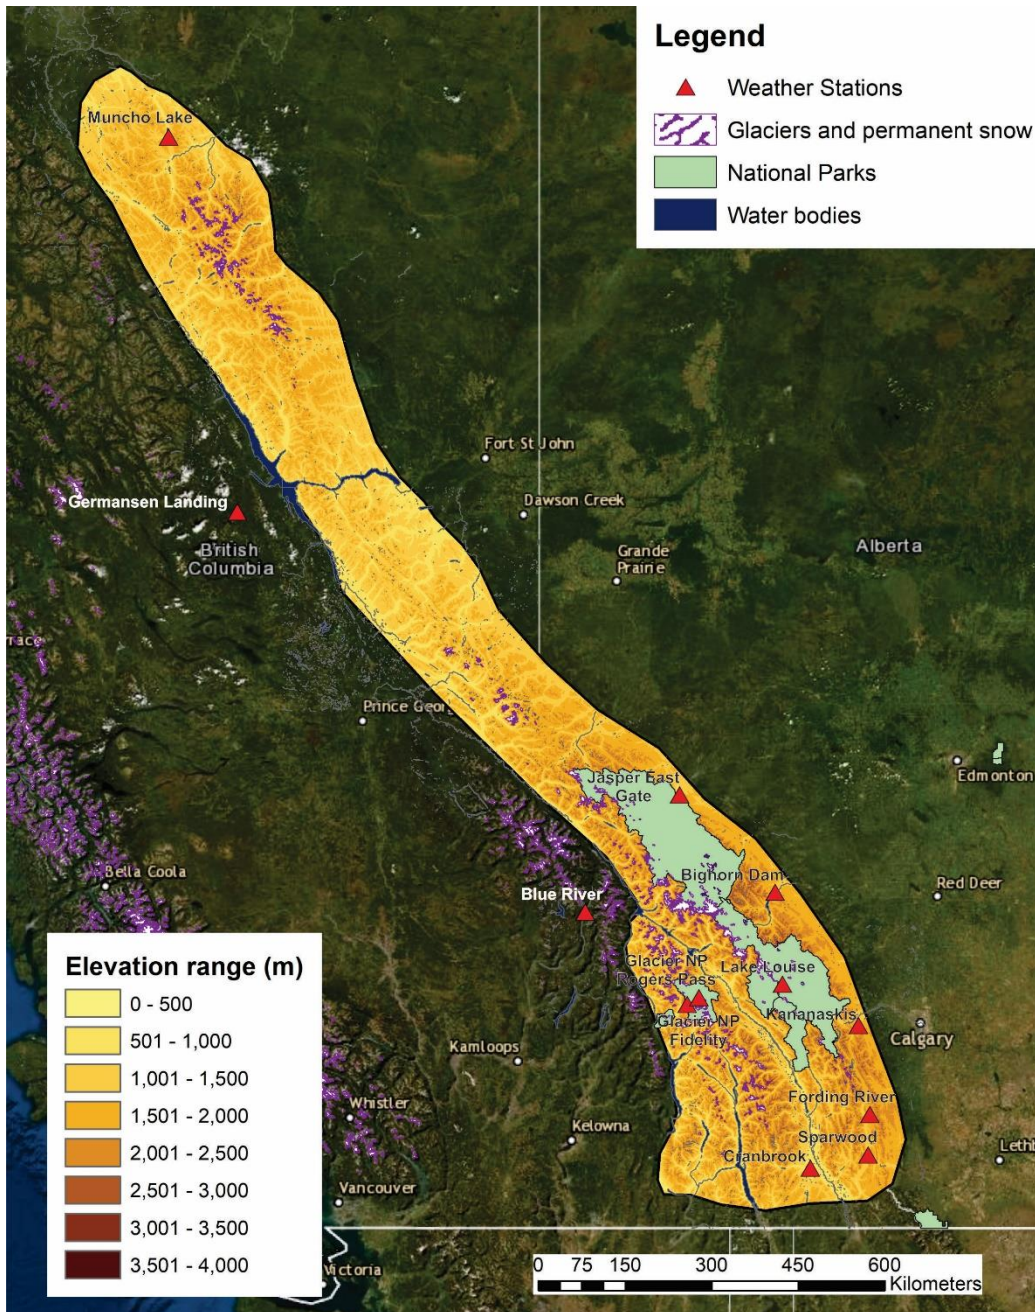 Legend
Weather Stations
Glaciers and permanent snow
National Parks
Water bodies
Muncho Lake
Fort St John
Germansen Landing
Dawson Creek
British
Columbia
Grande
Prairie
Alberta
rrace
Prince Georg
Edmonton
Jasper East
Gate
Bella Coola
Bighorn Dam
Red Deer
Blue River
Glacier NP
Rogers Pass
Lake Louise
Glacier NP
Fidelity
Kananaskis
Calgary
Kamloops
Whistler
Fording River
Kelowna
Sparwood
Cranbrook
Lethb
Vancouver
Victoria
Elevation range (m)
0 - 500
501 - 1,000
1,001 - 1,500
1,501 - 2,000
2,001 - 2,500
2,501 - 3,000
3,001 - 3,500
3,501 - 4,000
0 75 150 300 450 600
Kilometers